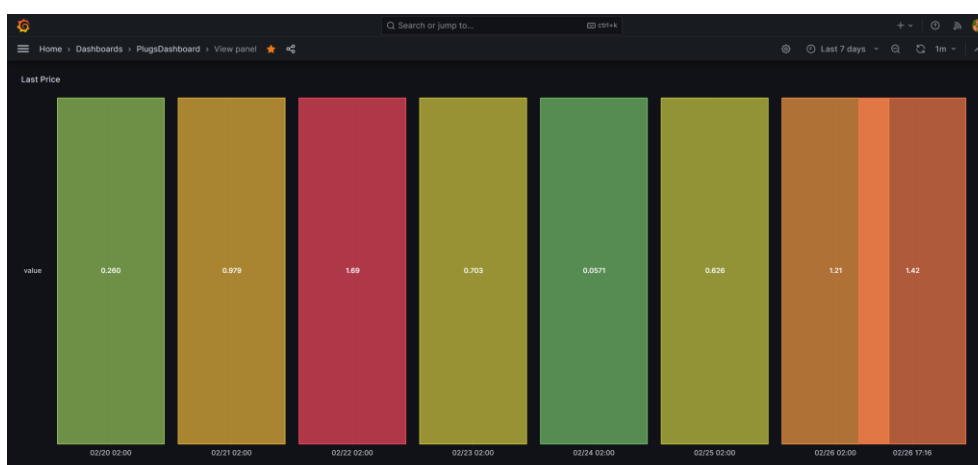 Search or jump to... ctrl+k
Home › Dashboards › PlugsDashboard › View panel Last 7 days 1m
Last Price
value 0.260 0.979 1.69 0.703 0.0571 0.626 1.21 1.42
02/20 02:00 02/21 02:00 02/22 02:00 02/23 02:00 02/24 02:00 02/25 02:00 02/26 02:00 02/26 17:16